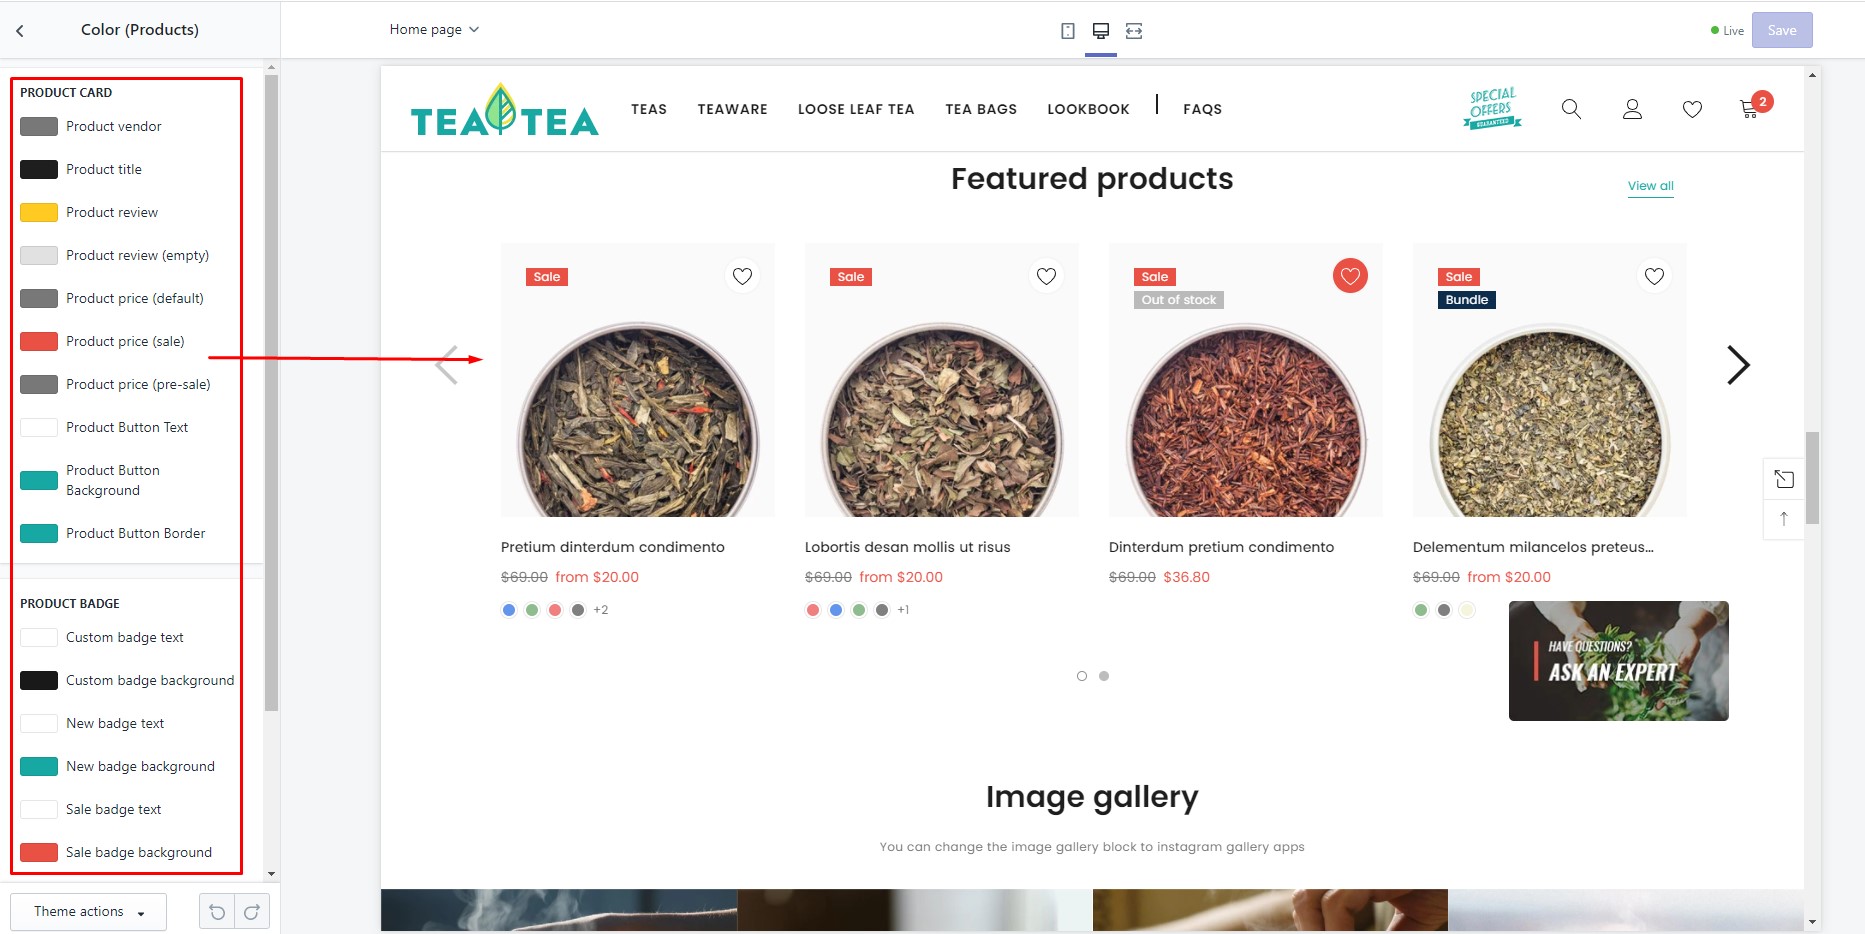 Color (Products)
Home page
Live
Save
PRODUCT CARD
Product vendor
Product title
Product review
Product review (empty)
Product price (default)
Product price (sale)
Product price (pre-sale)
Product Button Text
Product Button
Background
Product Button Border
PRODUCT BADGE
Custom badge text
Custom badge background
New badge text
New badge background
Sale badge text
Sale badge background
Theme actions
TEA TEA
TEAS
TEAWARE
LOOSE LEAF TEA
TEA BAGS
LOOKBOOK
FAQS
SPECIAL
OFFERS
GUARANTEED
2
Featured products
View all
Sale
Sale
Sale
Out of stock
Sale
Bundle
Pretium dinterdum condimento
$69.00 from $20.00
+2
Lobortis desan mollis ut risus
$69.00 from $20.00
+1
Dinterdum pretium condimento
$69.00 $36.80
Delementum milancelos preteus...
$69.00 from $20.00
HAVE QUESTIONS?
ASK AN EXPERT
Image gallery
You can change the image gallery block to instagram gallery apps